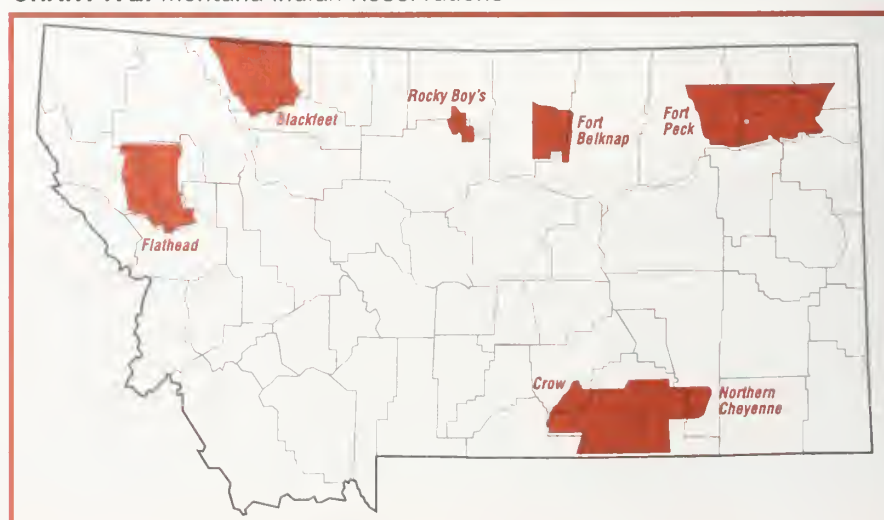 Montana Indian Reservations
Blackfeet
Rocky Boy's
Fort
Belknap
Fort
Peck
Flathead
Crow
Northern
Cheyenne